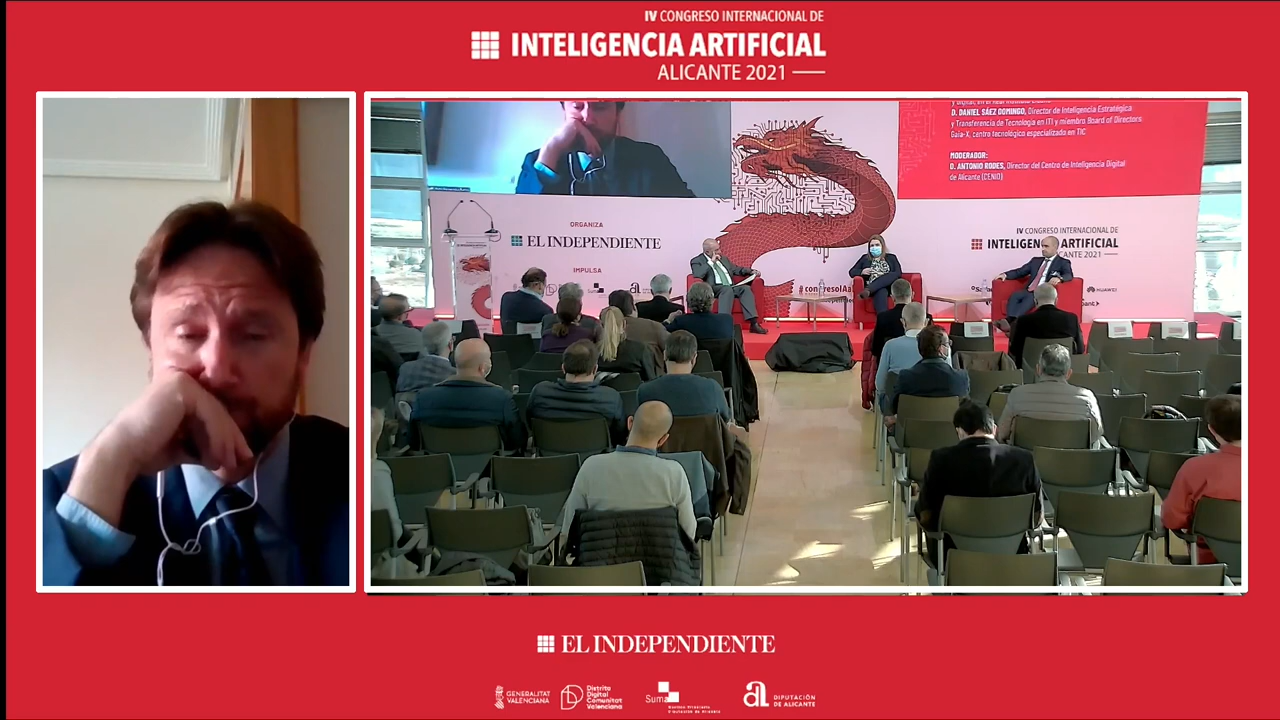 IV CONGRESO INTERNACIONAL DE
INTELIGENCIA ARTIFICIAL
ALICANTE 2021
D. DANIEL SÁEZ DOMINGO, Director de Inteligencia Estratégica
y Transferencia de Tecnología en ITI y miembro Board of Directors
Gaia-X, centro tecnológico especializado en TIC
MODERADOR:
D. ANTONIO RODES, Director del Centro de Inteligencia Digital
de Alicante (CENID)
ORGANIZA
EL INDEPENDIENTE
IMPULSA
IV CONGRESO INTERNACIONAL DE
INTELIGENCIA ARTIFICIAL
ALICANTE 2021
#congresoIAa
HUAWEI
EL INDEPENDIENTE
GENERALITAT
VALENCIANA
Distrito
Digital
Comunitat
Valenciana
Suma
DIPUTACIÓN
DE ALICANTE